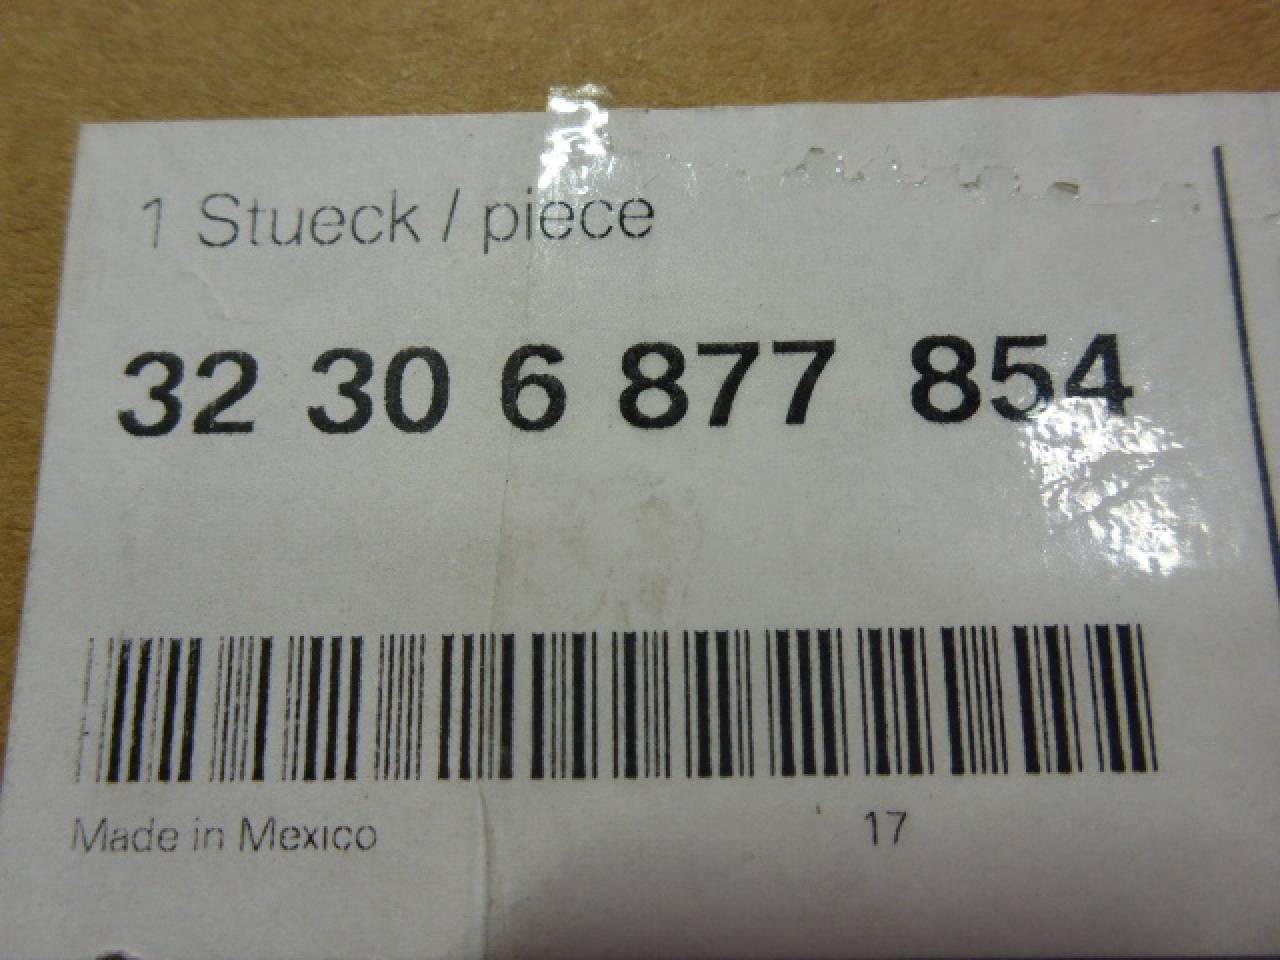 1 Stueck / piece
32 30 6 877 854
Made in Mexico 17